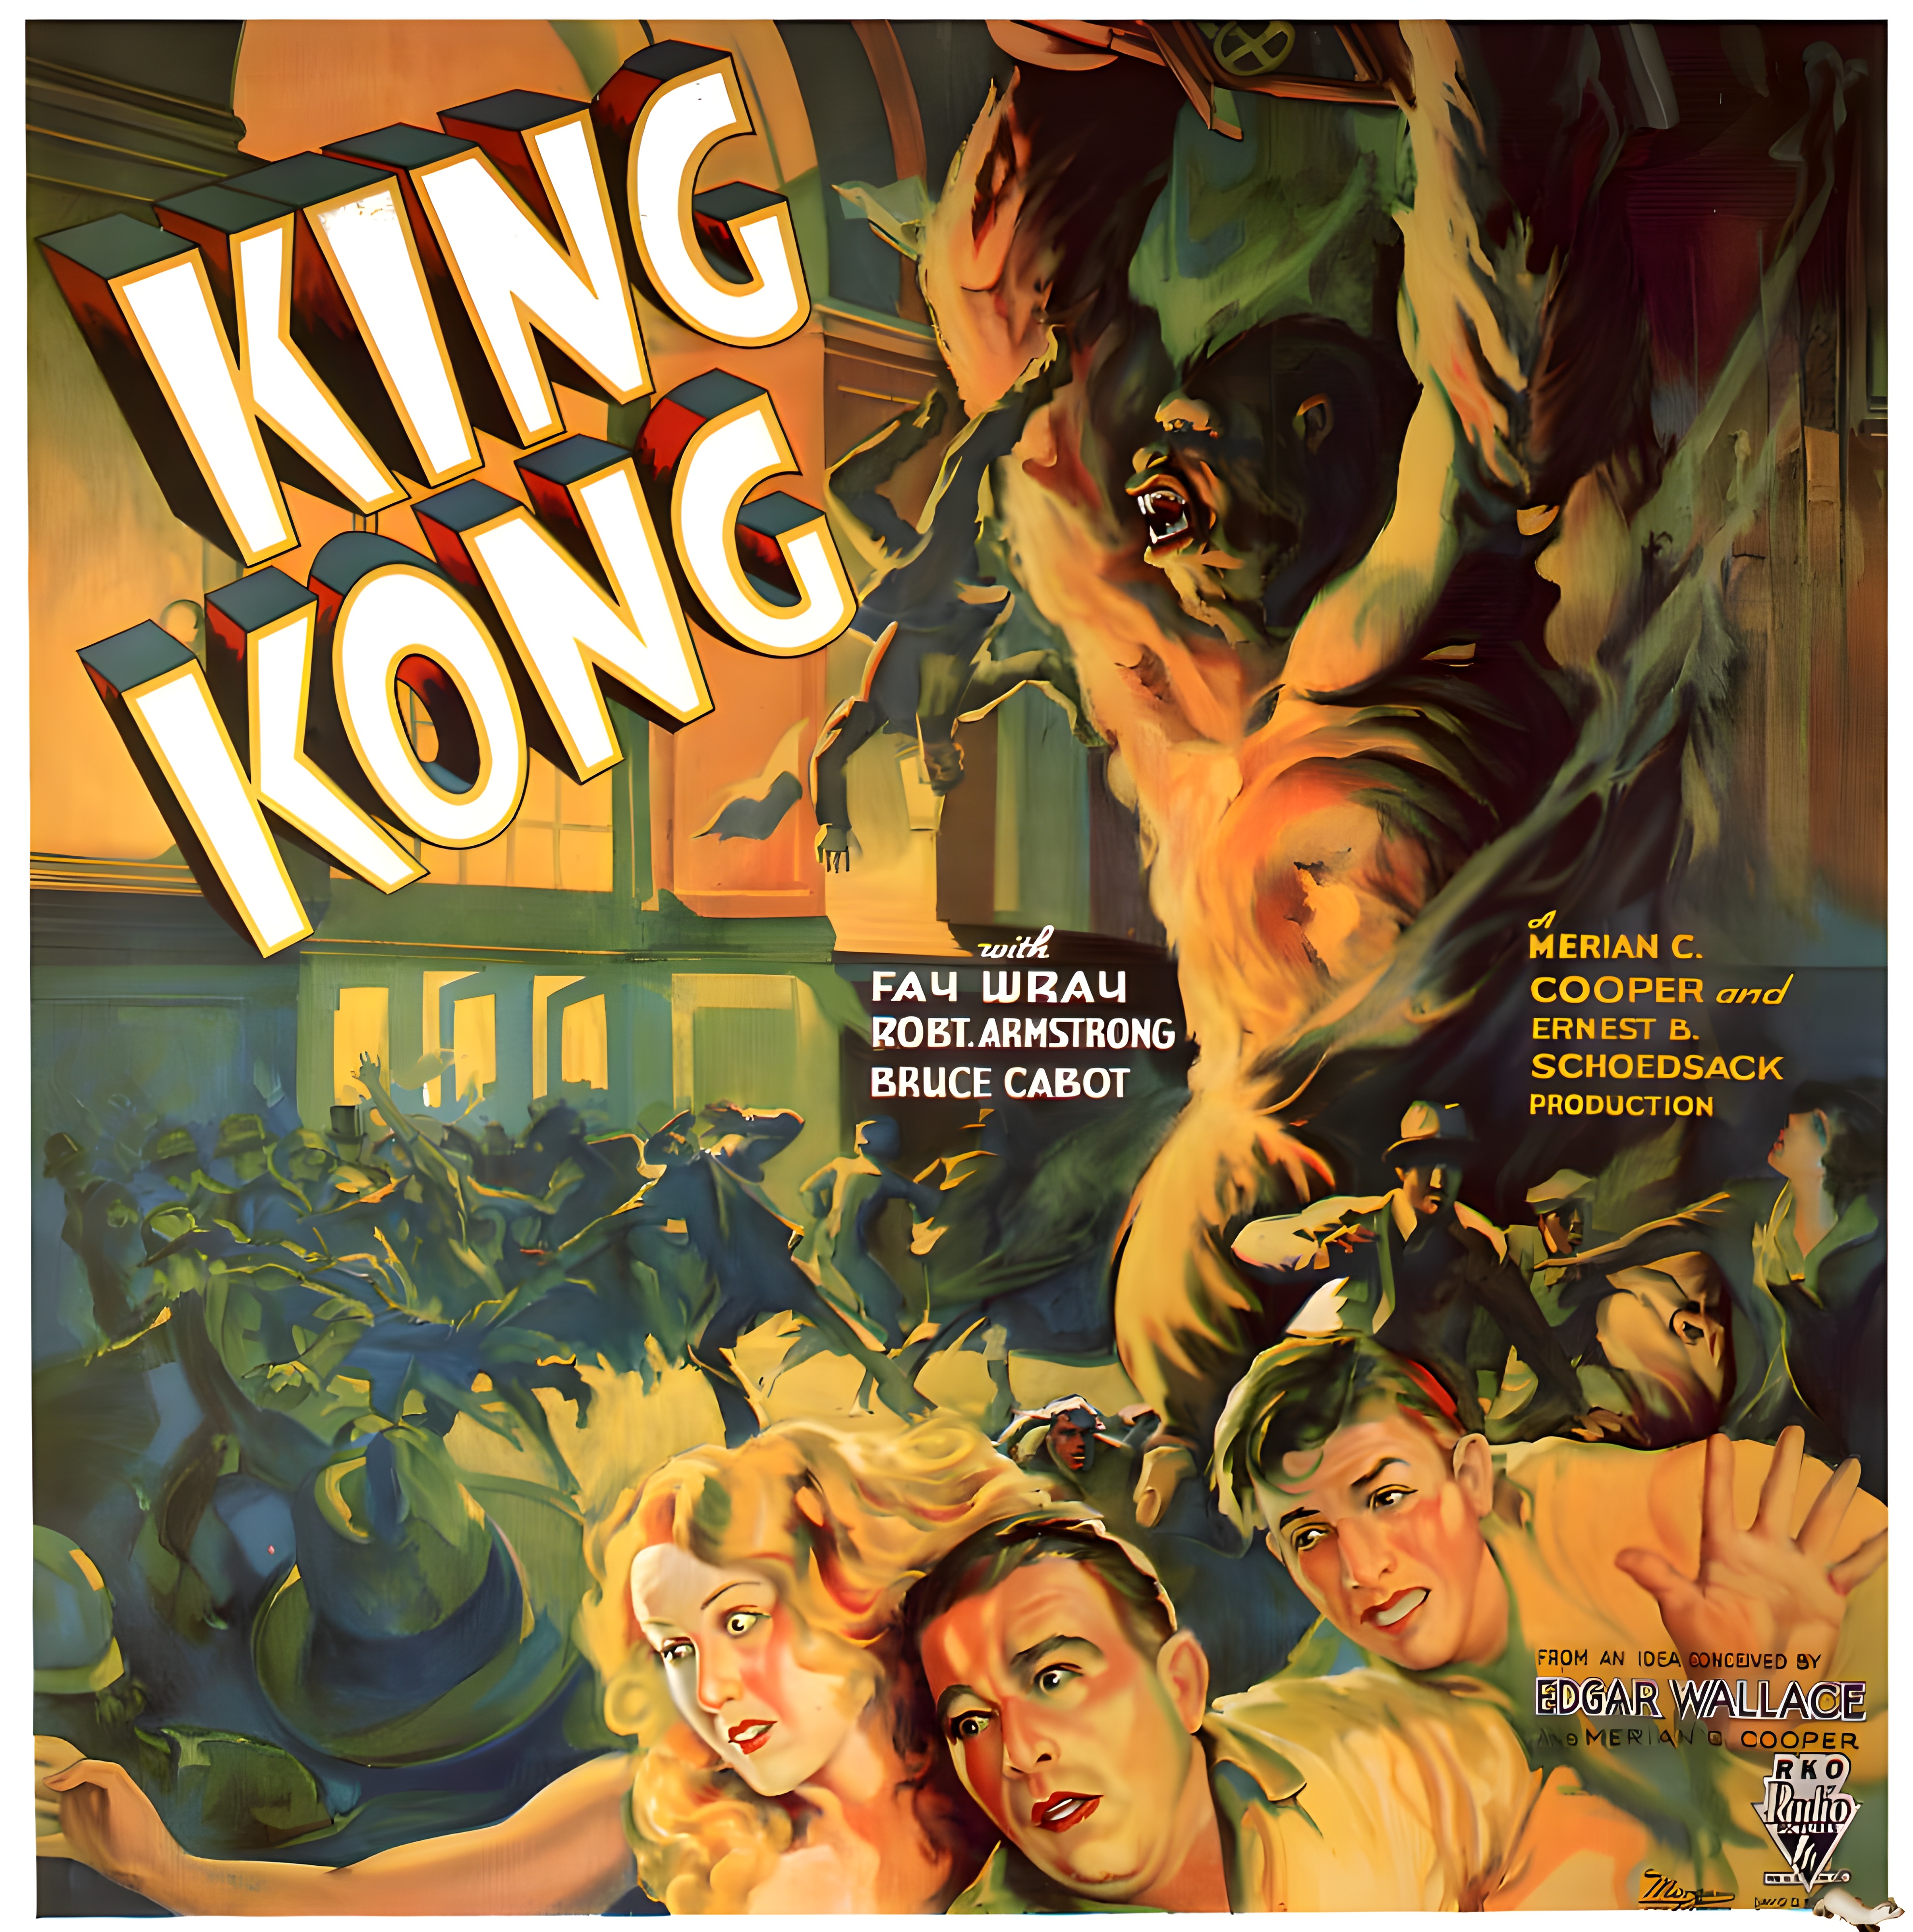 KING
KONG
with
FAY WRAY
ROBT. ARMSTRONG
BRUCE CABOT
A
MERIAN C.
COOPER and
ERNEST B.
SCHOEDSACK
PRODUCTION
FROM AN IDEA CONCEIVED BY
EDGAR WALLACE
AND MERIAN C. COOPER
RKO
Radio